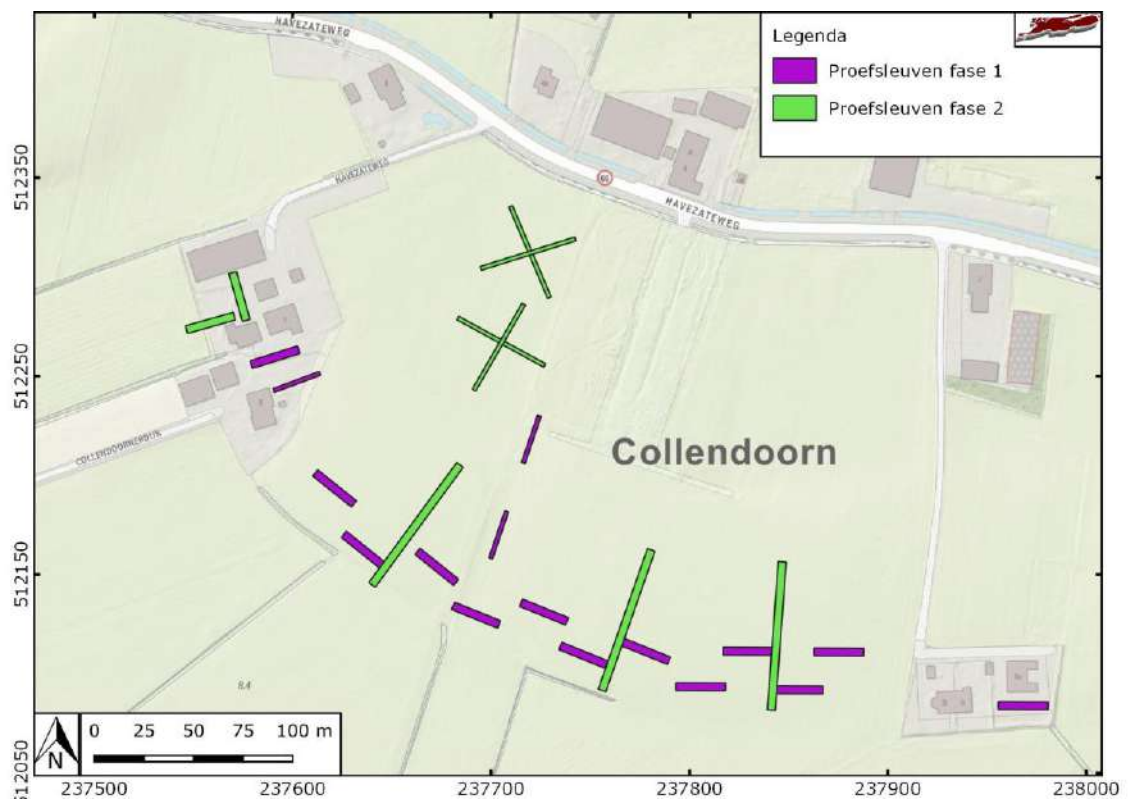 HAVEZATEWEG
Legenda
Proefsleuven fase 1
Proefsleuven fase 2
HAVEZATEWEG
60
HAVEZATEWEG
COLLENDOORNERDIJK
Collendoorn
8.4
N
0 25 50 75 100 m
512350
512250
512150
512050
237500 237600 237700 237800 237900 238000